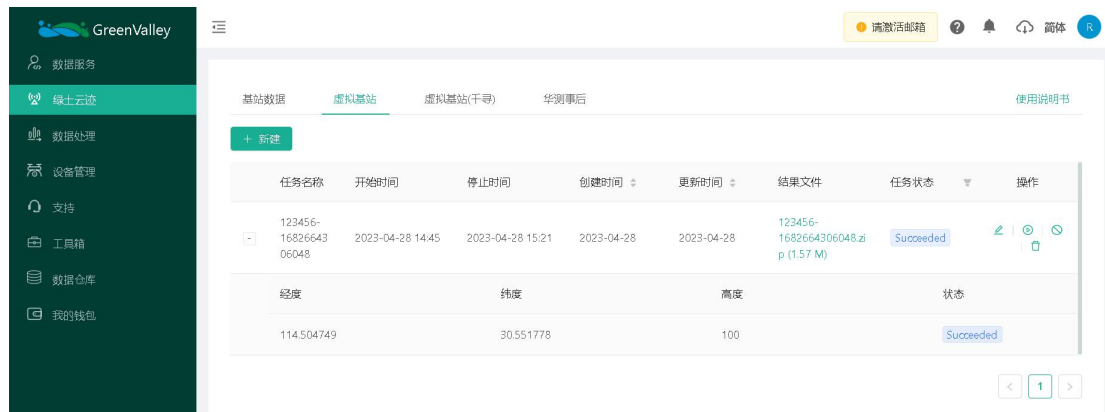 GreenValley
请激活邮箱
简体
R
数据服务
绿土云迹
数据处理
设备管理
支持
工具箱
数据仓库
我的钱包
基站数据 虚拟基站 虚拟基站(千寻) 华测事后 使用说明书
+ 新建
任务名称 开始时间 停止时间 创建时间 更新时间 结果文件 任务状态 操作
123456-
16826643
06048
2023-04-28 14:45 2023-04-28 15:21 2023-04-28 2023-04-28
123456-
1682664306048.zi
p (1.57 M)
Succeeded
经度 纬度 高度 状态
114.504749 30.551778 100 Succeeded
< 1 >